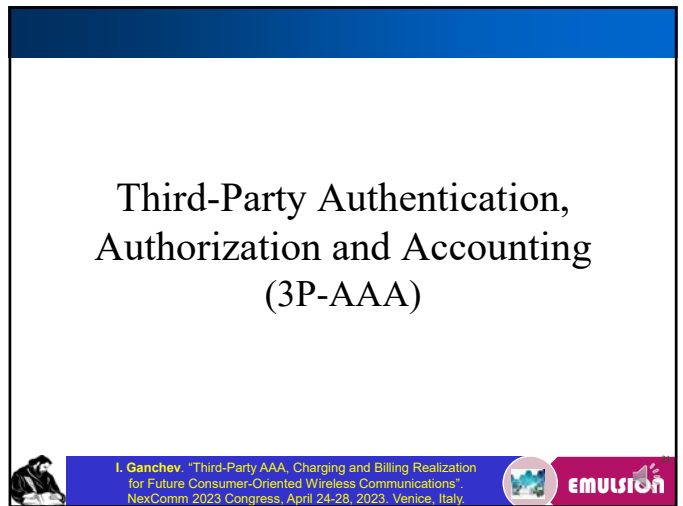 Third-Party Authentication,
Authorization and Accounting
(3P-AAA)
I. Ganchev. "Third-Party AAA, Charging and Billing Realization
for Future Consumer-Oriented Wireless Communications".
NexComm 2023 Congress, April 24-28, 2023. Venice, Italy.
EMULSION